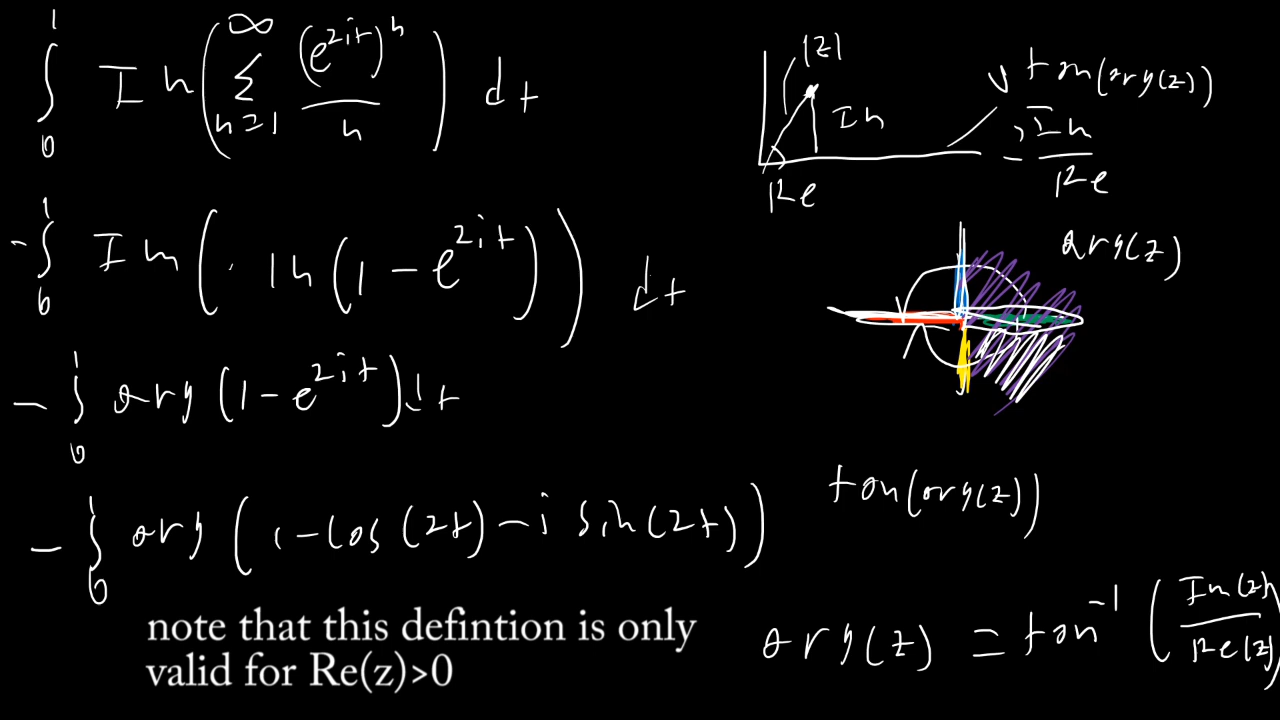 ∫₀¹ Im(∑_{n=1}^{∞} (e^{2it})^n / n) dt
-∫₀¹ Im(ln(1-e^{2it})) dt
-∫₀¹ arg(1-e^{2it}) dt
-∫₀¹ arg(1-cos(2t)-i sin(2t))
note that this defintion is only
valid for Re(z)>0
|z|
Im
Re
tan(arg(z))
= Im/Re
arg(z)
tan(arg(z))
arg(z) = tan⁻¹(Im(z)/Re(z))